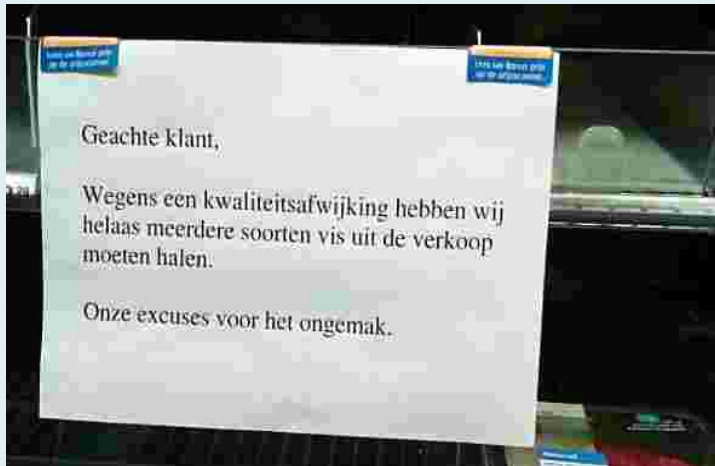 Geachte klant,
Wegens een kwaliteitsafwijking hebben wij
helaas meerdere soorten vis uit de verkoop
moeten halen.
Onze excuses voor het ongemak.